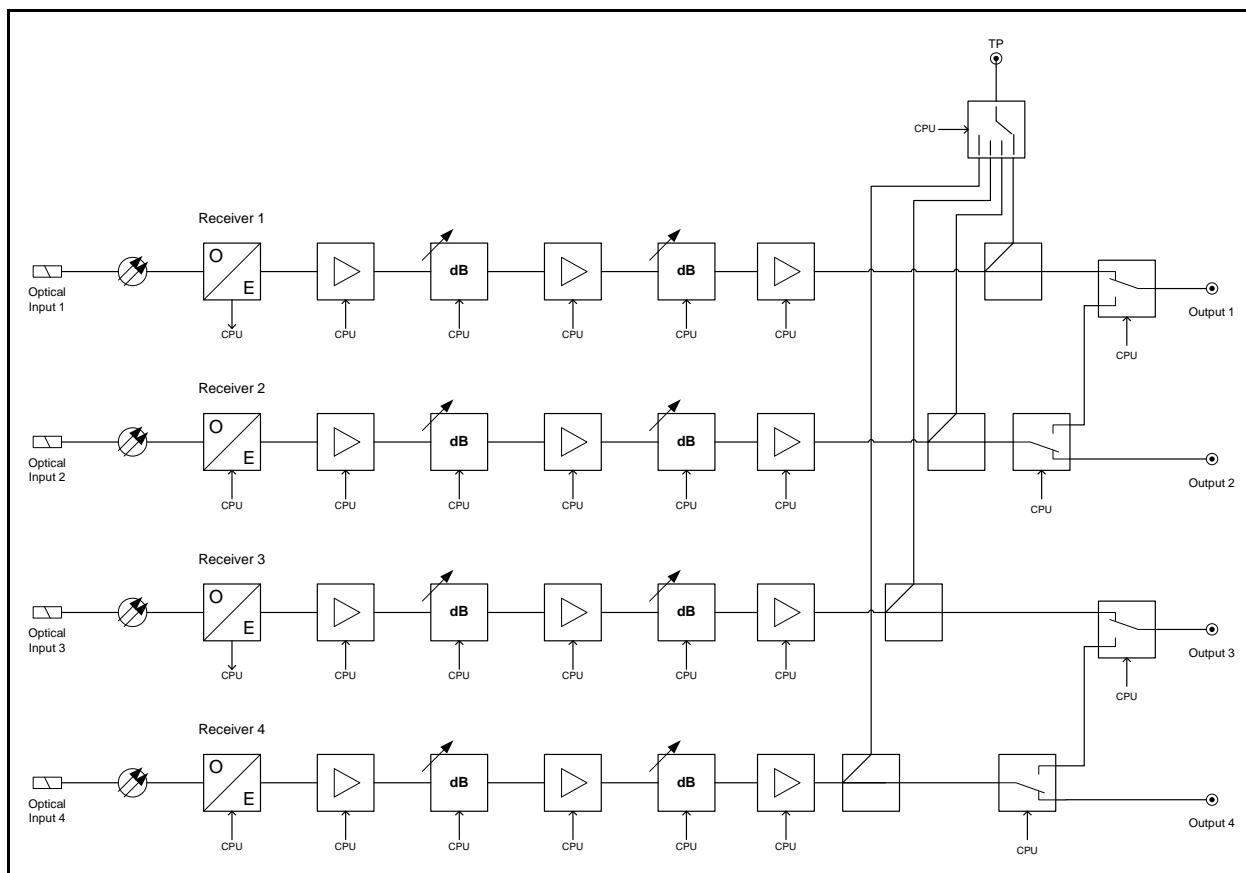 TP
CPU
Receiver 1
O
E
dB
dB
Optical
Input 1
CPU
CPU
CPU
CPU
CPU
CPU
Output 1
CPU
Receiver 2
O
E
dB
dB
Optical
Input 2
CPU
CPU
CPU
CPU
CPU
CPU
Output 2
CPU
Receiver 3
O
E
dB
dB
Optical
Input 3
CPU
CPU
CPU
CPU
CPU
CPU
Output 3
CPU
Receiver 4
O
E
dB
dB
Optical
Input 4
CPU
CPU
CPU
CPU
CPU
CPU
Output 4
CPU